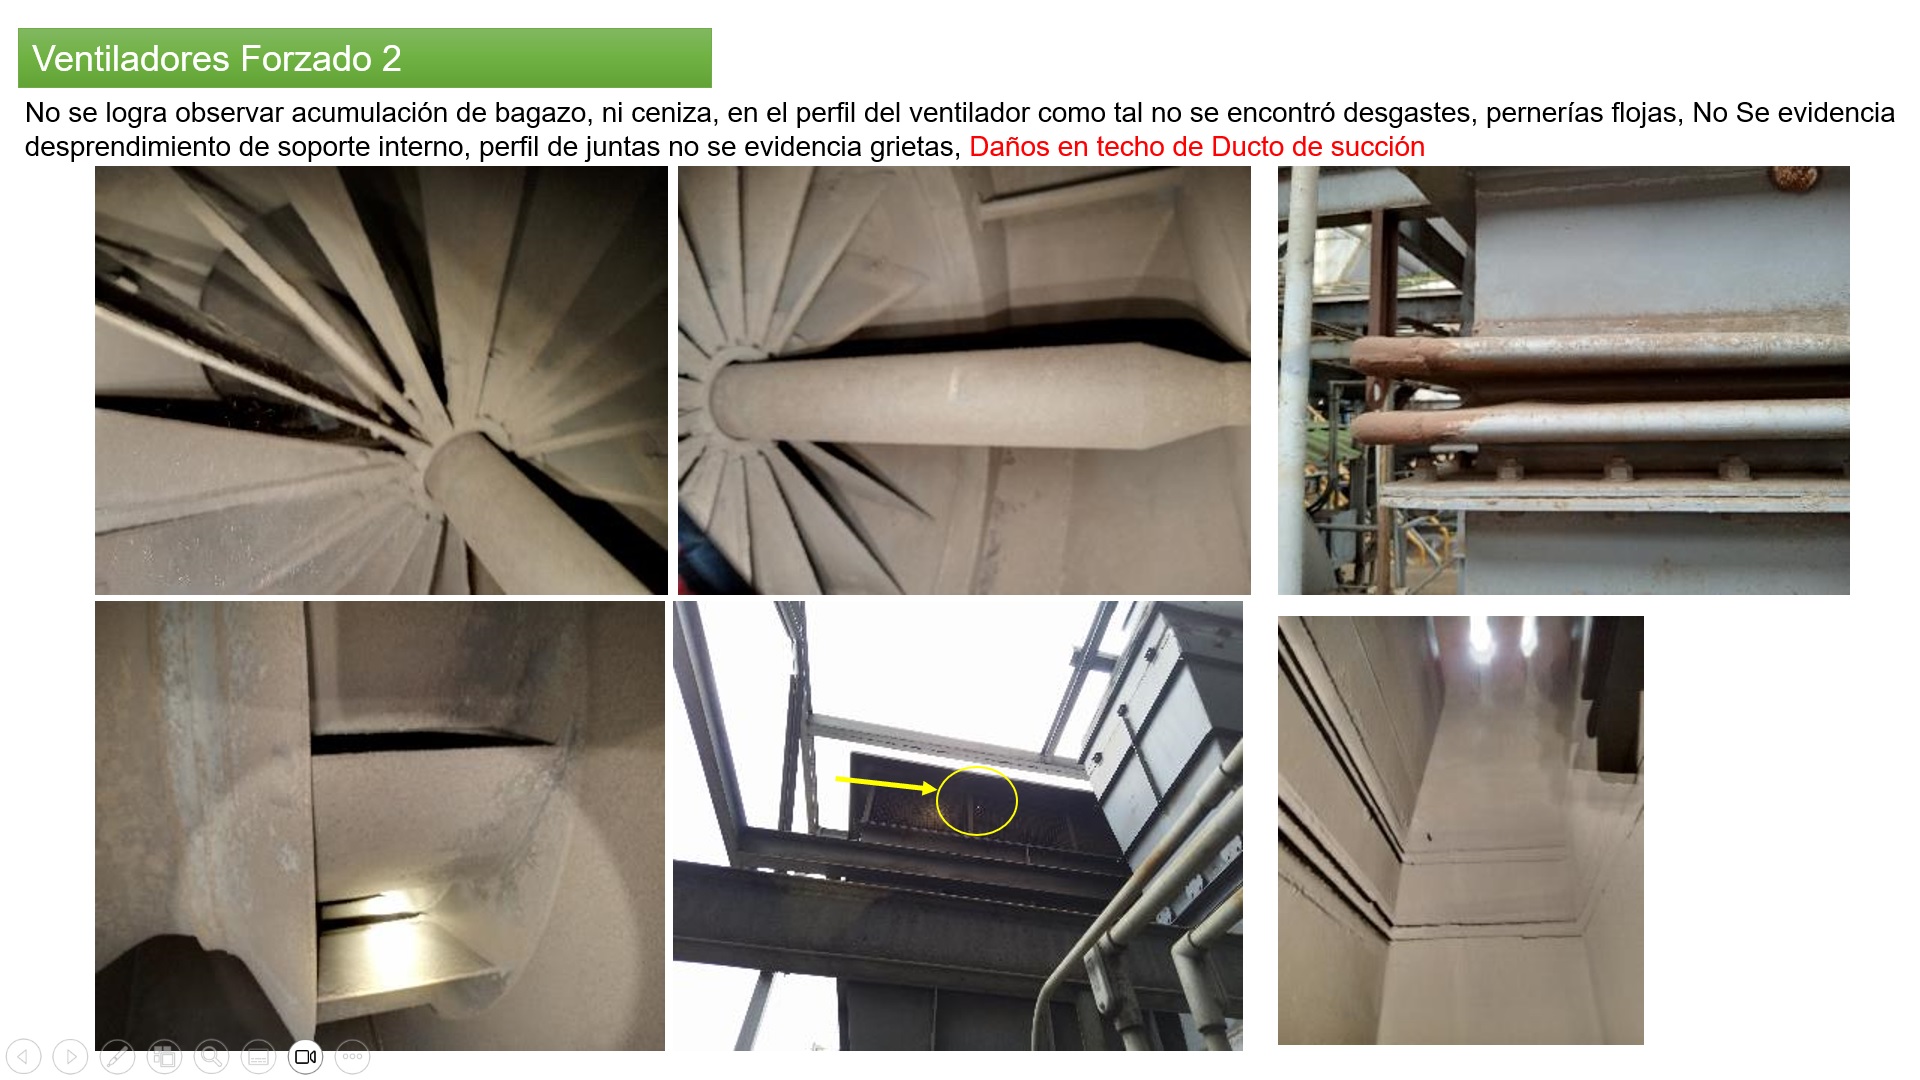 Ventiladores Forzado 2
No se logra observar acumulación de bagazo, ni ceniza, en el perfil del ventilador como tal no se encontró desgastes, pernerías flojas, No Se evidencia
desprendimiento de soporte interno, perfil de juntas no se evidencia grietas, Daños en techo de Ducto de succión